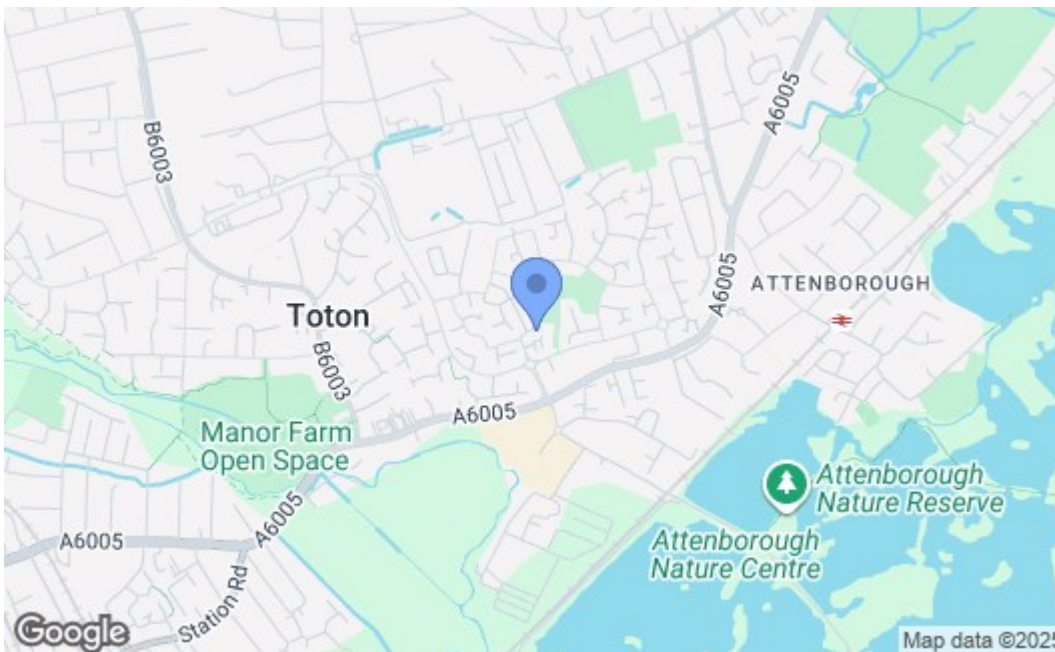 A6005
B6003
A6005
ATTENBOROUGH
Toton
B6003
A6005
Manor Farm
Open Space
Attenborough
Nature Reserve
A6005
A6005
Attenborough
Nature Centre
Station Rd
Google
Map data ©2025